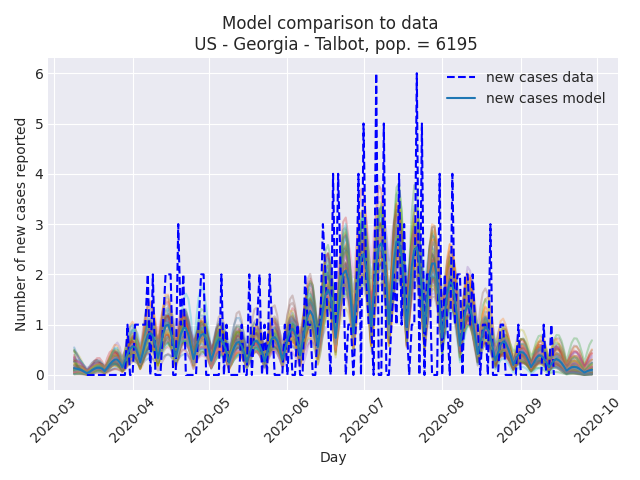 Model comparison to data
US - Georgia - Talbot, pop. = 6195
new cases data
new cases model
Number of new cases reported
6
5
4
3
2
1
0
2020-03
2020-04
2020-05
2020-06
2020-07
2020-08
2020-09
2020-10
Day